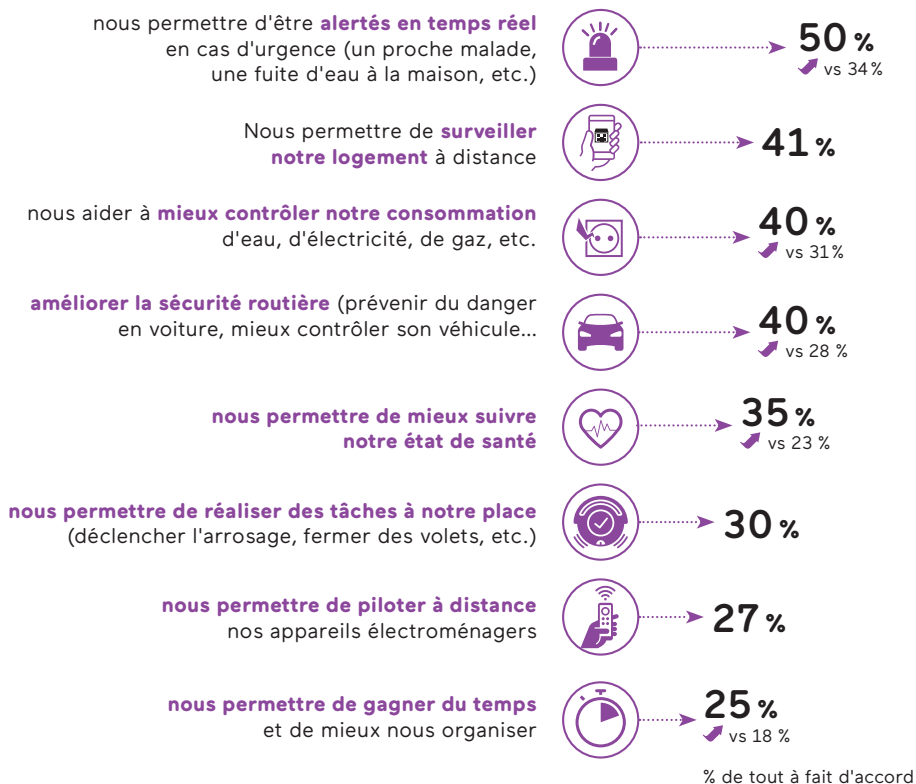 nous permettre d'être alertés en temps réel
en cas d'urgence (un proche malade,
une fuite d'eau à la maison, etc.)
50 %
vs 34 %
Nous permettre de surveiller
notre logement à distance
41 %
nous aider à mieux contrôler notre consommation
d'eau, d'électricité, de gaz, etc.
40 %
vs 31 %
améliorer la sécurité routière (prévenir du danger
en voiture, mieux contrôler son véhicule...
40 %
vs 28 %
nous permettre de mieux suivre
notre état de santé
35 %
vs 23 %
nous permettre de réaliser des tâches à notre place
(déclencher l'arrosage, fermer des volets, etc.)
30 %
nous permettre de piloter à distance
nos appareils électroménagers
27 %
nous permettre de gagner du temps
et de mieux nous organiser
25 %
vs 18 %
% de tout à fait d'accord